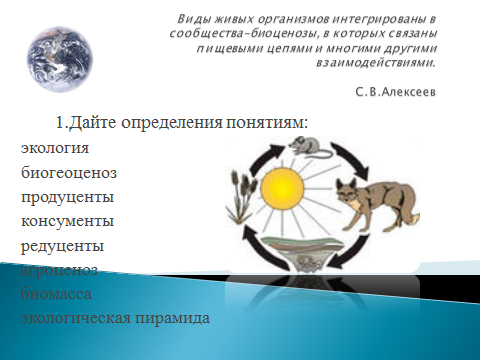 Виды живых организмов интегрированы в
сообщества-биоценозы, в которых связаны
пищевыми цепями и многими другими
взаимодействиями.
С.В.Алексеев
1.Дайте определения понятиям:
экология
биогеоценоз
продуценты
консументы
редуценты
агроценоз
биомасса
экологическая пирамида